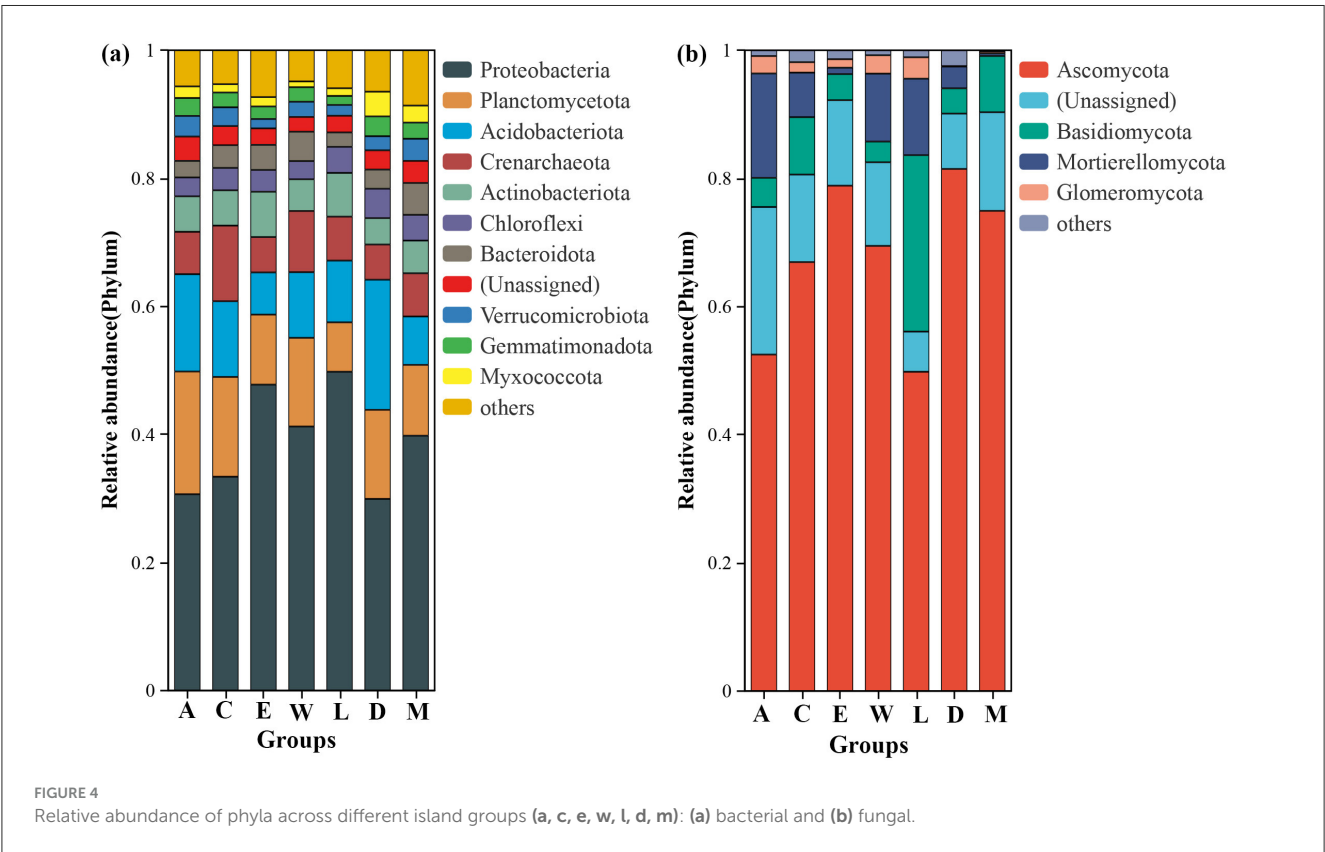 (a)
Relative abundance(Phylum)
1
0.8
0.6
0.4
0.2
0
A C E W L D M
Groups
Proteobacteria
Planctomycetota
Acidobacteriota
Crenarchaeota
Actinobacteriota
Chloroflexi
Bacteroidota
(Unassigned)
Verrucomicrobiota
Gemmatimonadota
Myxococcota
others
(b)
Relative abundance(Phylum)
1
0.8
0.6
0.4
0.2
0
A C E W L D M
Groups
Ascomycota
(Unassigned)
Basidiomycota
Mortierellomycota
Glomeromycota
others
FIGURE 4
Relative abundance of phyla across different island groups (a, c, e, w, l, d, m): (a) bacterial and (b) fungal.